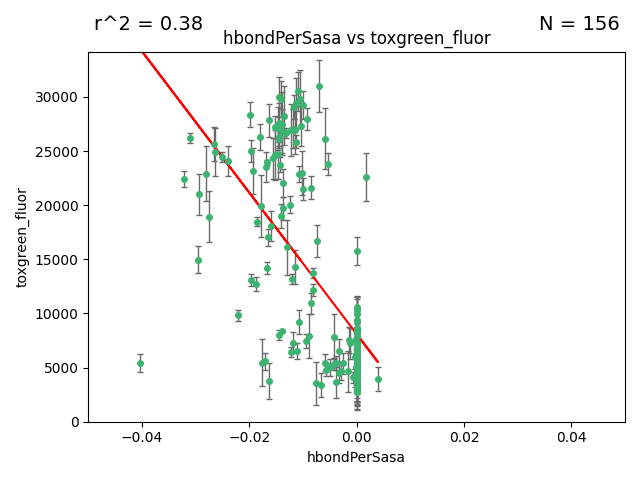 r^2 = 0.38
N = 156
hbondPerSasa vs toxgreen_fluor
toxgreen_fluor
30000
25000
20000
15000
10000
5000
0
−0.04
−0.02
0.00
0.02
0.04
hbondPerSasa